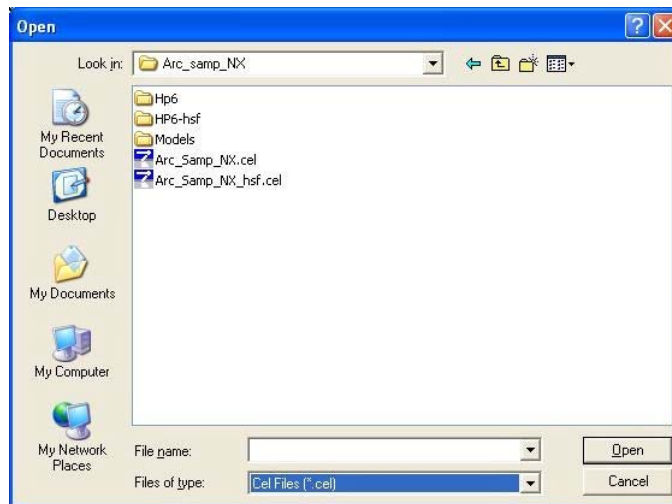 Open
Look in: Arc_samp_NX
My Recent
Documents
Desktop
My Documents
My Computer
My Network
Places
Hp6
HP6-hsf
Models
Arc_Samp_NX.cel
Arc_Samp_NX_hsf.cel
File name:
Open
Files of type: Cel Files (*.cel)
Cancel